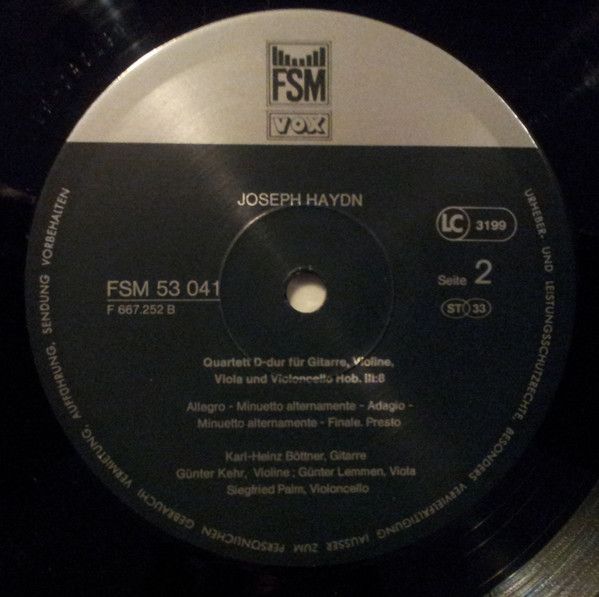 FSM
VOX
JOSEPH HAYDN
LC 3199
FSM 53 041
F 667.252 B
Seite 2
ST 33
Quartett D-dur für Gitarre, Violine,
Viola und Violoncello Hob. III:8
Allegro - Minuetto alternamente - Adagio -
Minuetto alternamente - Finale. Presto
Karl-Heinz Böttner, Gitarre
Günter Kehr, Violine; Günter Lemmen, Viola
Siegfried Palm, Violoncello
URHEBER- UND LEISTUNGSSCHUTZRECHTE, BESONDERS VERVIELFÄLTIGUNG (AUSSER ZUM PERSÖNLICHEN GEBRAUCH) VERMIETUNG, AUFFÜHRUNG, SENDUNG VORBEHALTEN